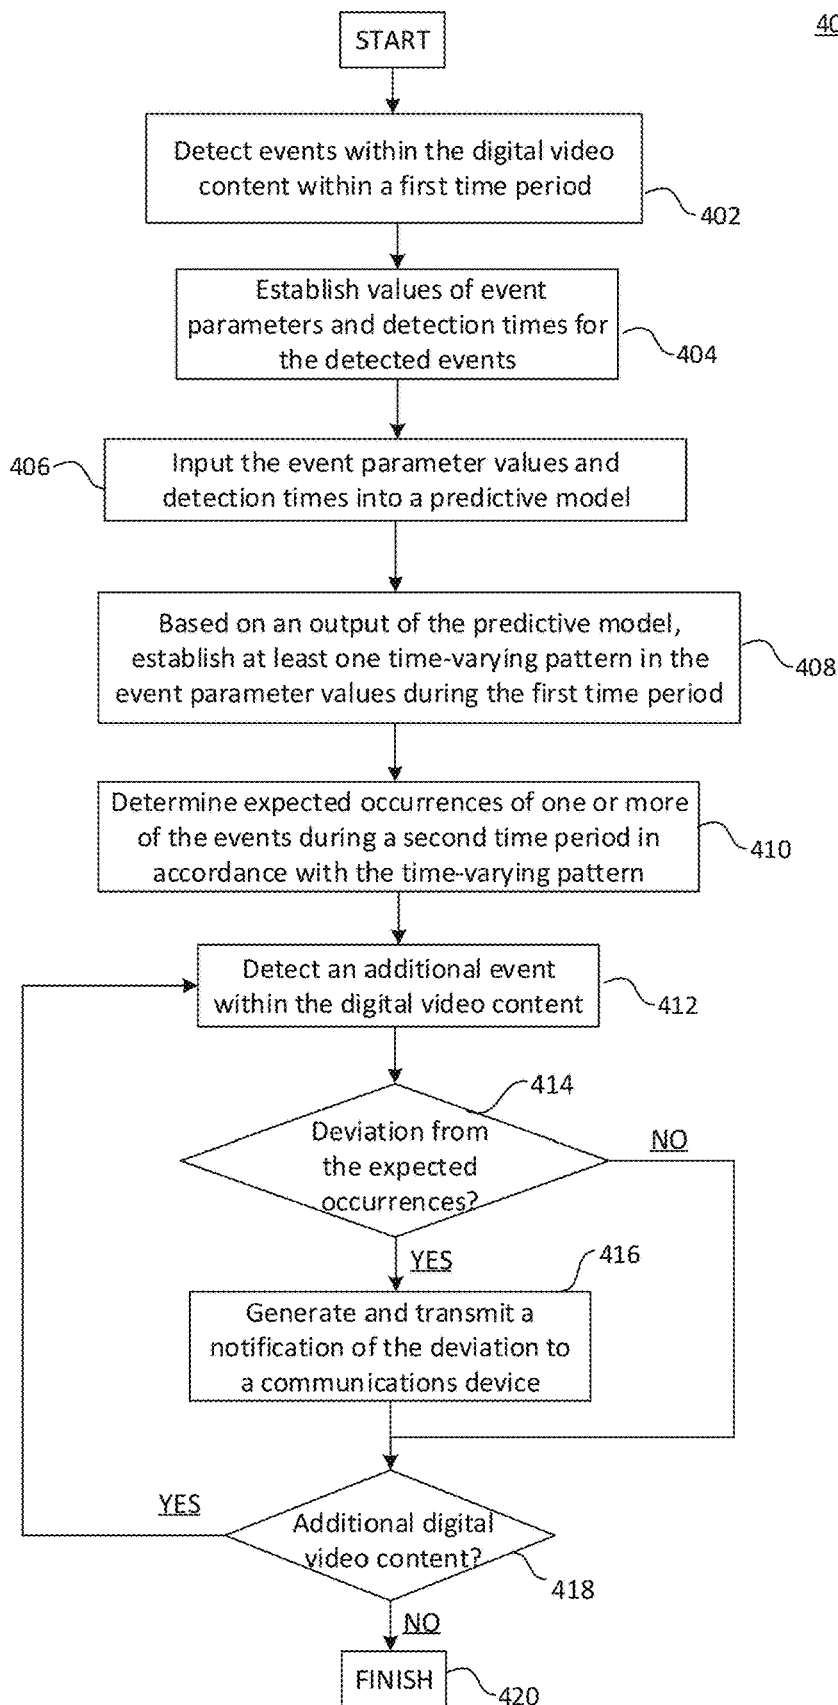 START
40
Detect events within the digital video
content within a first time period
402
Establish values of event
parameters and detection times for
the detected events
404
406
Input the event parameter values and
detection times into a predictive model
Based on an output of the predictive model,
establish at least one time-varying pattern in the
event parameter values during the first time period
408
Determine expected occurrences of one or more
of the events during a second time period in
accordance with the time-varying pattern
410
Detect an additional event
within the digital video content
412
414
Deviation from
the expected
occurrences?
NO
YES
416
Generate and transmit a
notification of the deviation to
a communications device
YES
Additional digital
video content?
418
NO
FINISH
420